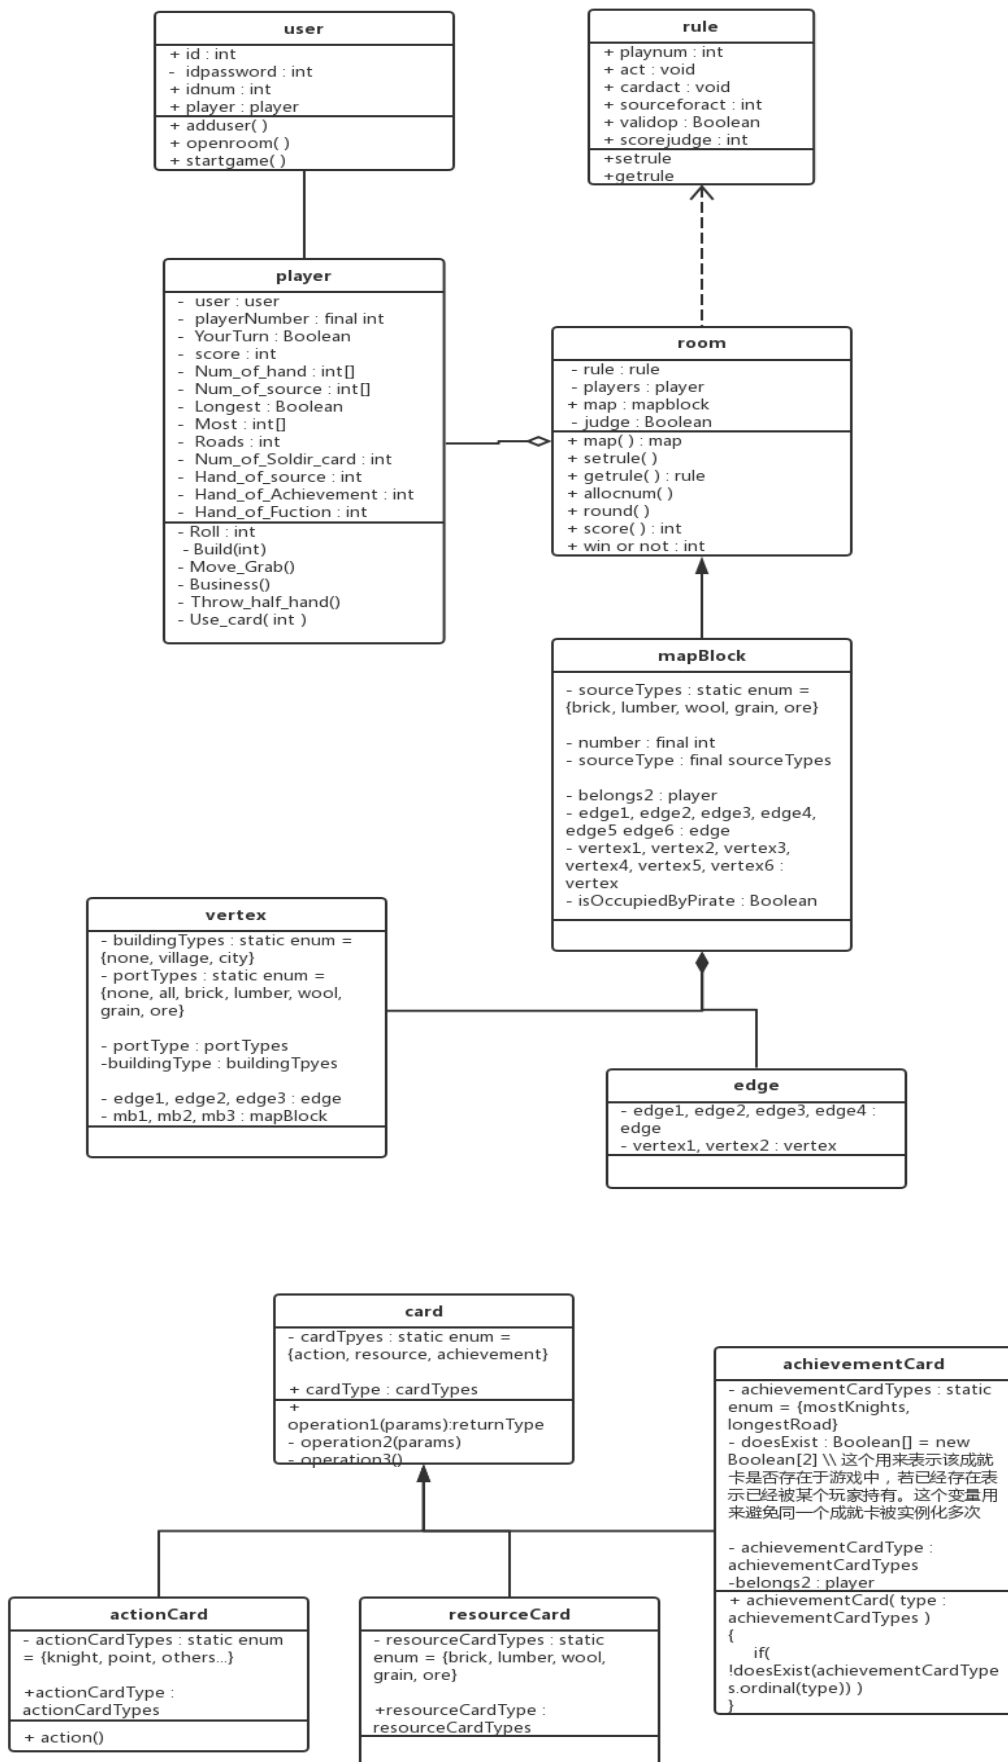 user
+ id : int
- idpassword : int
+ idnum : int
+ player : player
+ adduser( )
+ openroom( )
+ startgame( )
rule
+ playnum : int
+ act : void
+ cardact : void
+ sourceforact : int
+ validop : Boolean
+ scorejudge : int
+setrule
+getrule
player
- user : user
- playerNumber : final int
- YourTurn : Boolean
- score : int
- Num_of_hand : int[]
- Num_of_source : int[]
- Longest : Boolean
- Most : int[]
- Roads : int
- Num_of_Soldir_card : int
- Hand_of_source : int
- Hand_of_Achievement : int
- Hand_of_Fuction : int
- Roll : int
- Build(int)
- Move_Grab()
- Business()
- Throw_half_hand()
- Use_card( int )
room
- rule : rule
- players : player
+ map : mapblock
- judge : Boolean
+ map( ) : map
+ setrule( )
+ getrule( ) : rule
+ allocnum( )
+ round( )
+ score( ) : int
+ win or not : int
mapBlock
- sourceTypes : static enum =
{brick, lumber, wool, grain, ore}
- number : final int
- sourceType : final sourceTypes
- belongs2 : player
- edge1, edge2, edge3, edge4,
edge5 edge6 : edge
- vertex1, vertex2, vertex3,
vertex4, vertex5, vertex6 :
vertex
- isOccupiedByPirate : Boolean
vertex
- buildingTypes : static enum =
{none, village, city}
- portTypes : static enum =
{none, all, brick, lumber, wool,
grain, ore}
- portType : portTypes
-buildingType : buildingTpyes
- edge1, edge2, edge3 : edge
- mb1, mb2, mb3 : mapBlock
edge
- edge1, edge2, edge3, edge4 :
edge
- vertex1, vertex2 : vertex
card
- cardTpyes : static enum =
{action, resource, achievement}
+ cardType : cardTypes
+
operation1(params):returnType
- operation2(params)
- operation3()
achievementCard
- achievementCardTypes : static
enum = {mostKnights,
longestRoad}
- doesExist : Boolean[] = new
Boolean[2] \\ 这个用来表示该成就
卡是否存在于游戏中，若已经存在表
示已经被某个玩家持有。这个变量用
来避免同一个成就卡被实例化多次
- achievementCardType :
achievementCardTypes
-belongs2 : player
+ achievementCard( type :
achievementCardTypes )
{
if(
!doesExist(achievementCardType
s.ordinal(type)) )
}
actionCard
- actionCardTypes : static enum
= {knight, point, others...}
+actionCardType :
actionCardTypes
+ action()
resourceCard
- resourceCardTypes : static
enum = {brick, lumber, wool,
grain, ore}
+resourceCardType :
resourceCardTypes